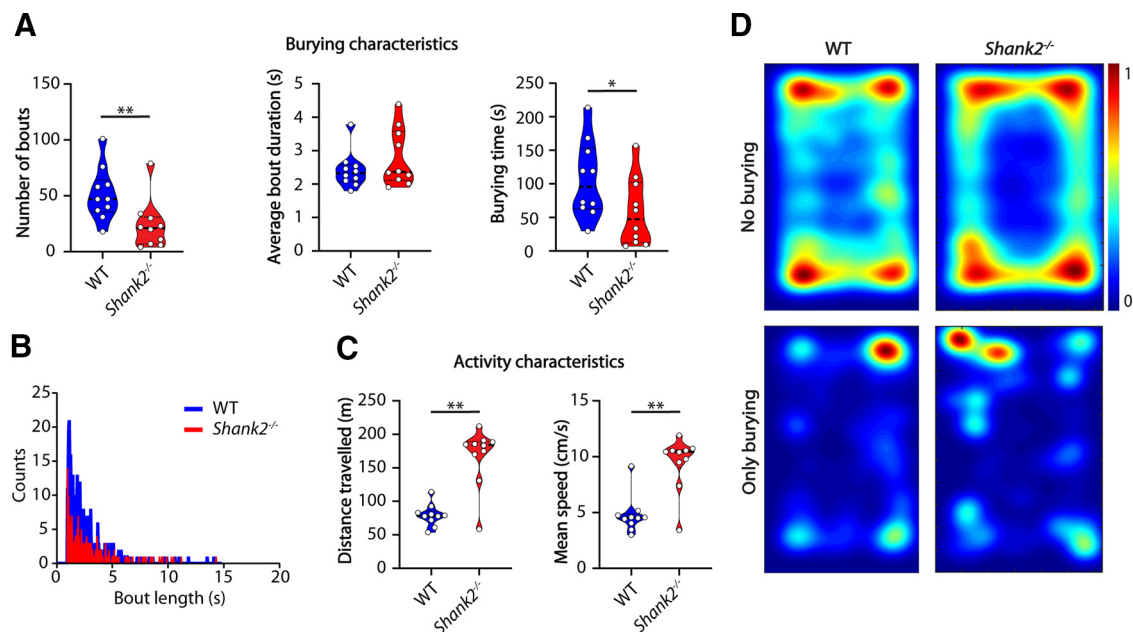 A
Burying characteristics
Number of bouts
150
100
50
0
**
WT
Shank2-/-
Average bout duration (s)
5
4
3
2
1
0
WT
Shank2-/-
Burying time (s)
250
200
150
100
50
0
*
WT
Shank2-/-
B
Counts
25
20
15
10
5
0
WT
Shank2-/-
0 5 10 15 20
Bout length (s)
C
Activity characteristics
Distance travelled (m)
250
200
150
100
50
0
**
WT
Shank2-/-
Mean speed (cm/s)
15
10
5
0
**
WT
Shank2-/-
D
WT
Shank2-/-
No burying
1
0
Only burying